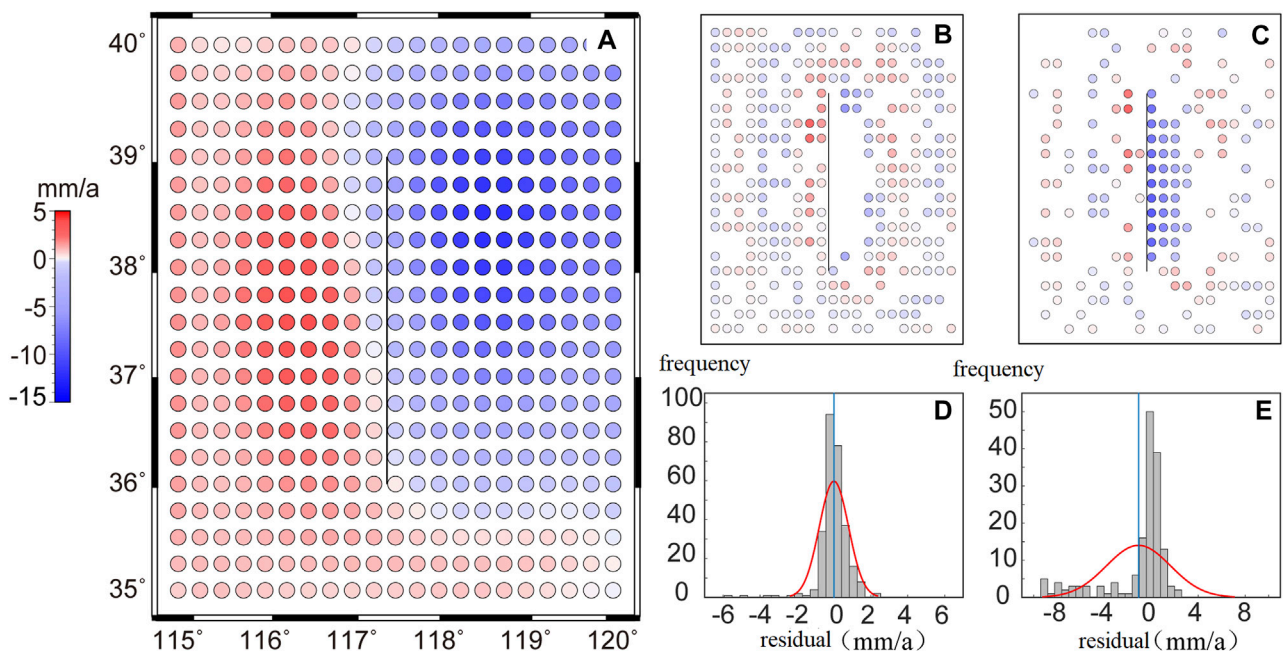 A
40°
39°
38°
37°
36°
35°
115° 116° 117° 118° 119° 120°
mm/a
5
0
-5
-10
-15
B
C
frequency
D
100
80
60
40
20
0
-6 -4 -2 0 2 4 6
residual（mm/a）
frequency
E
50
40
30
20
10
0
-8 -4 0 4 8
residual（mm/a）